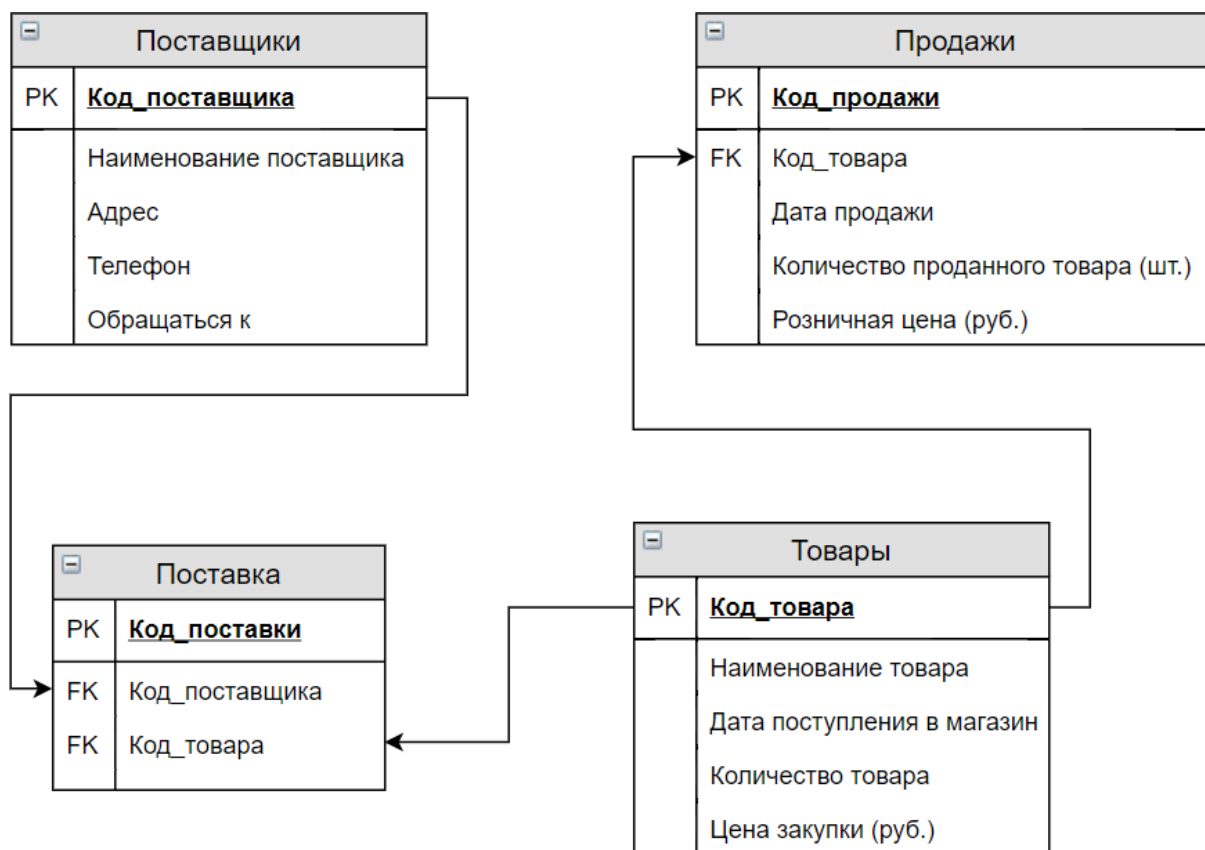 Поставщики
PK Код_поставщика
Наименование поставщика
Адрес
Телефон
Обращаться к
Продажи
PK Код_продажи
FK Код_товара
Дата продажи
Количество проданного товара (шт.)
Розничная цена (руб.)
Поставка
PK Код_поставки
FK Код_поставщика
FK Код_товара
Товары
PK Код_товара
Наименование товара
Дата поступления в магазин
Количество товара
Цена закупки (руб.)